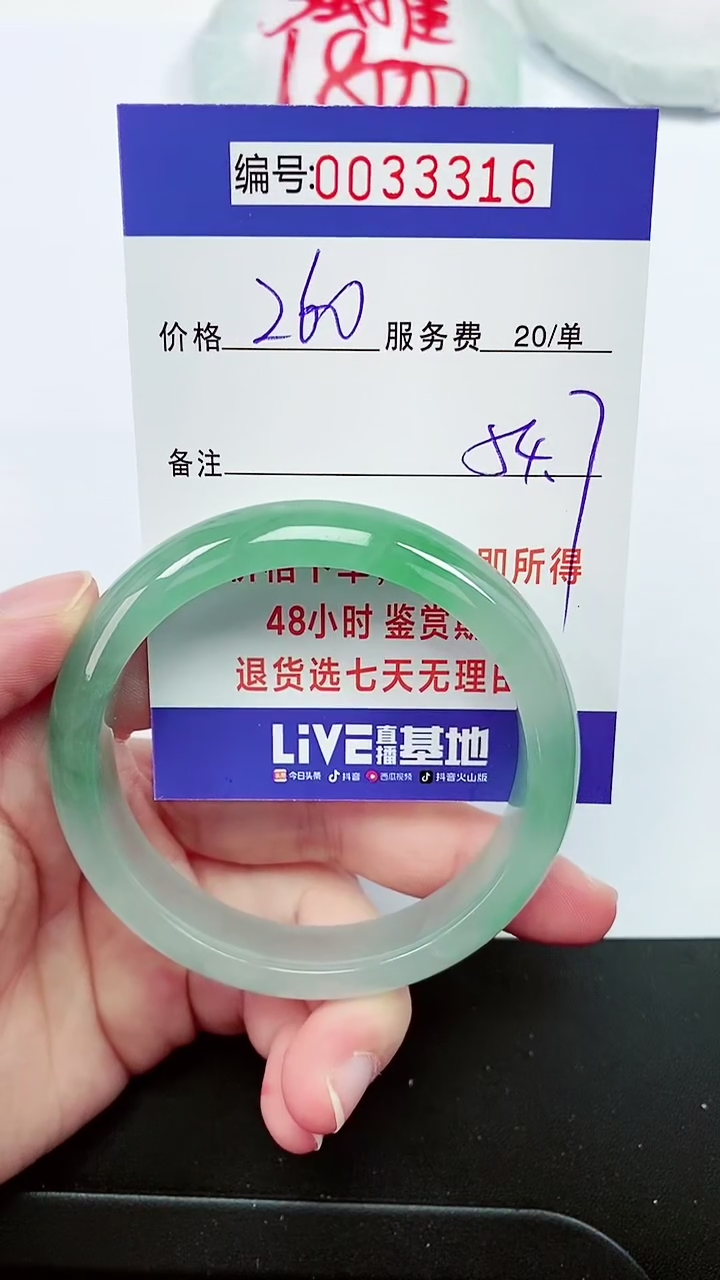 1800
编号:0033316
价格 260 服务费 20/单
备注 54.7
即所得
48小时 鉴赏期
退货选七天无理由
LiVE直播基地
今日头条 抖音 西瓜视频 抖音火山版